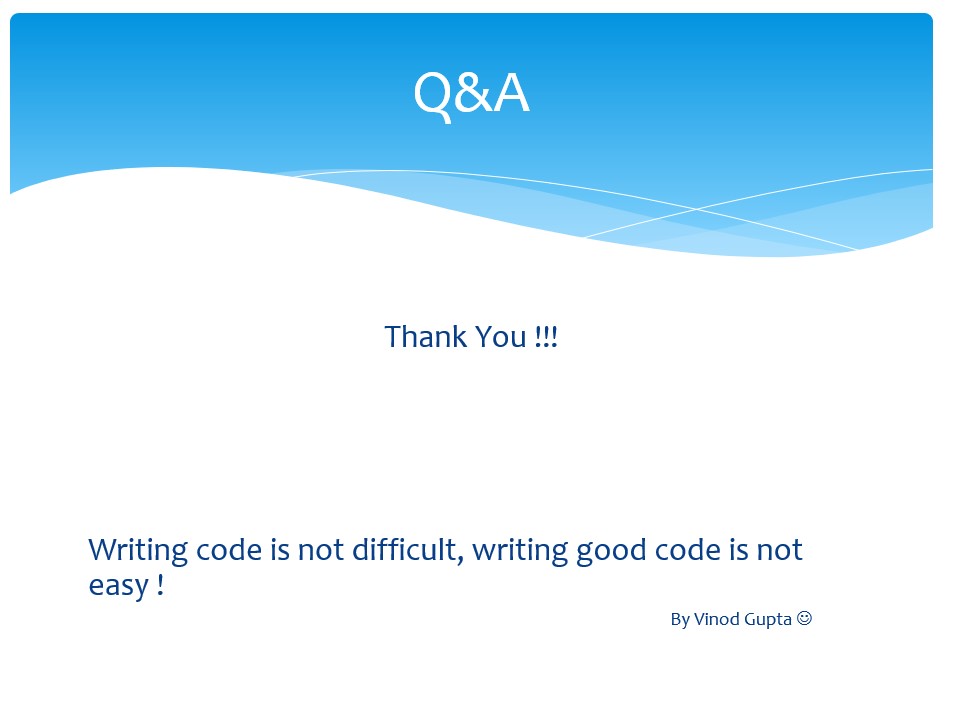 Q&A
Thank You !!!
Writing code is not difficult, writing good code is not
easy !
By Vinod Gupta ☺